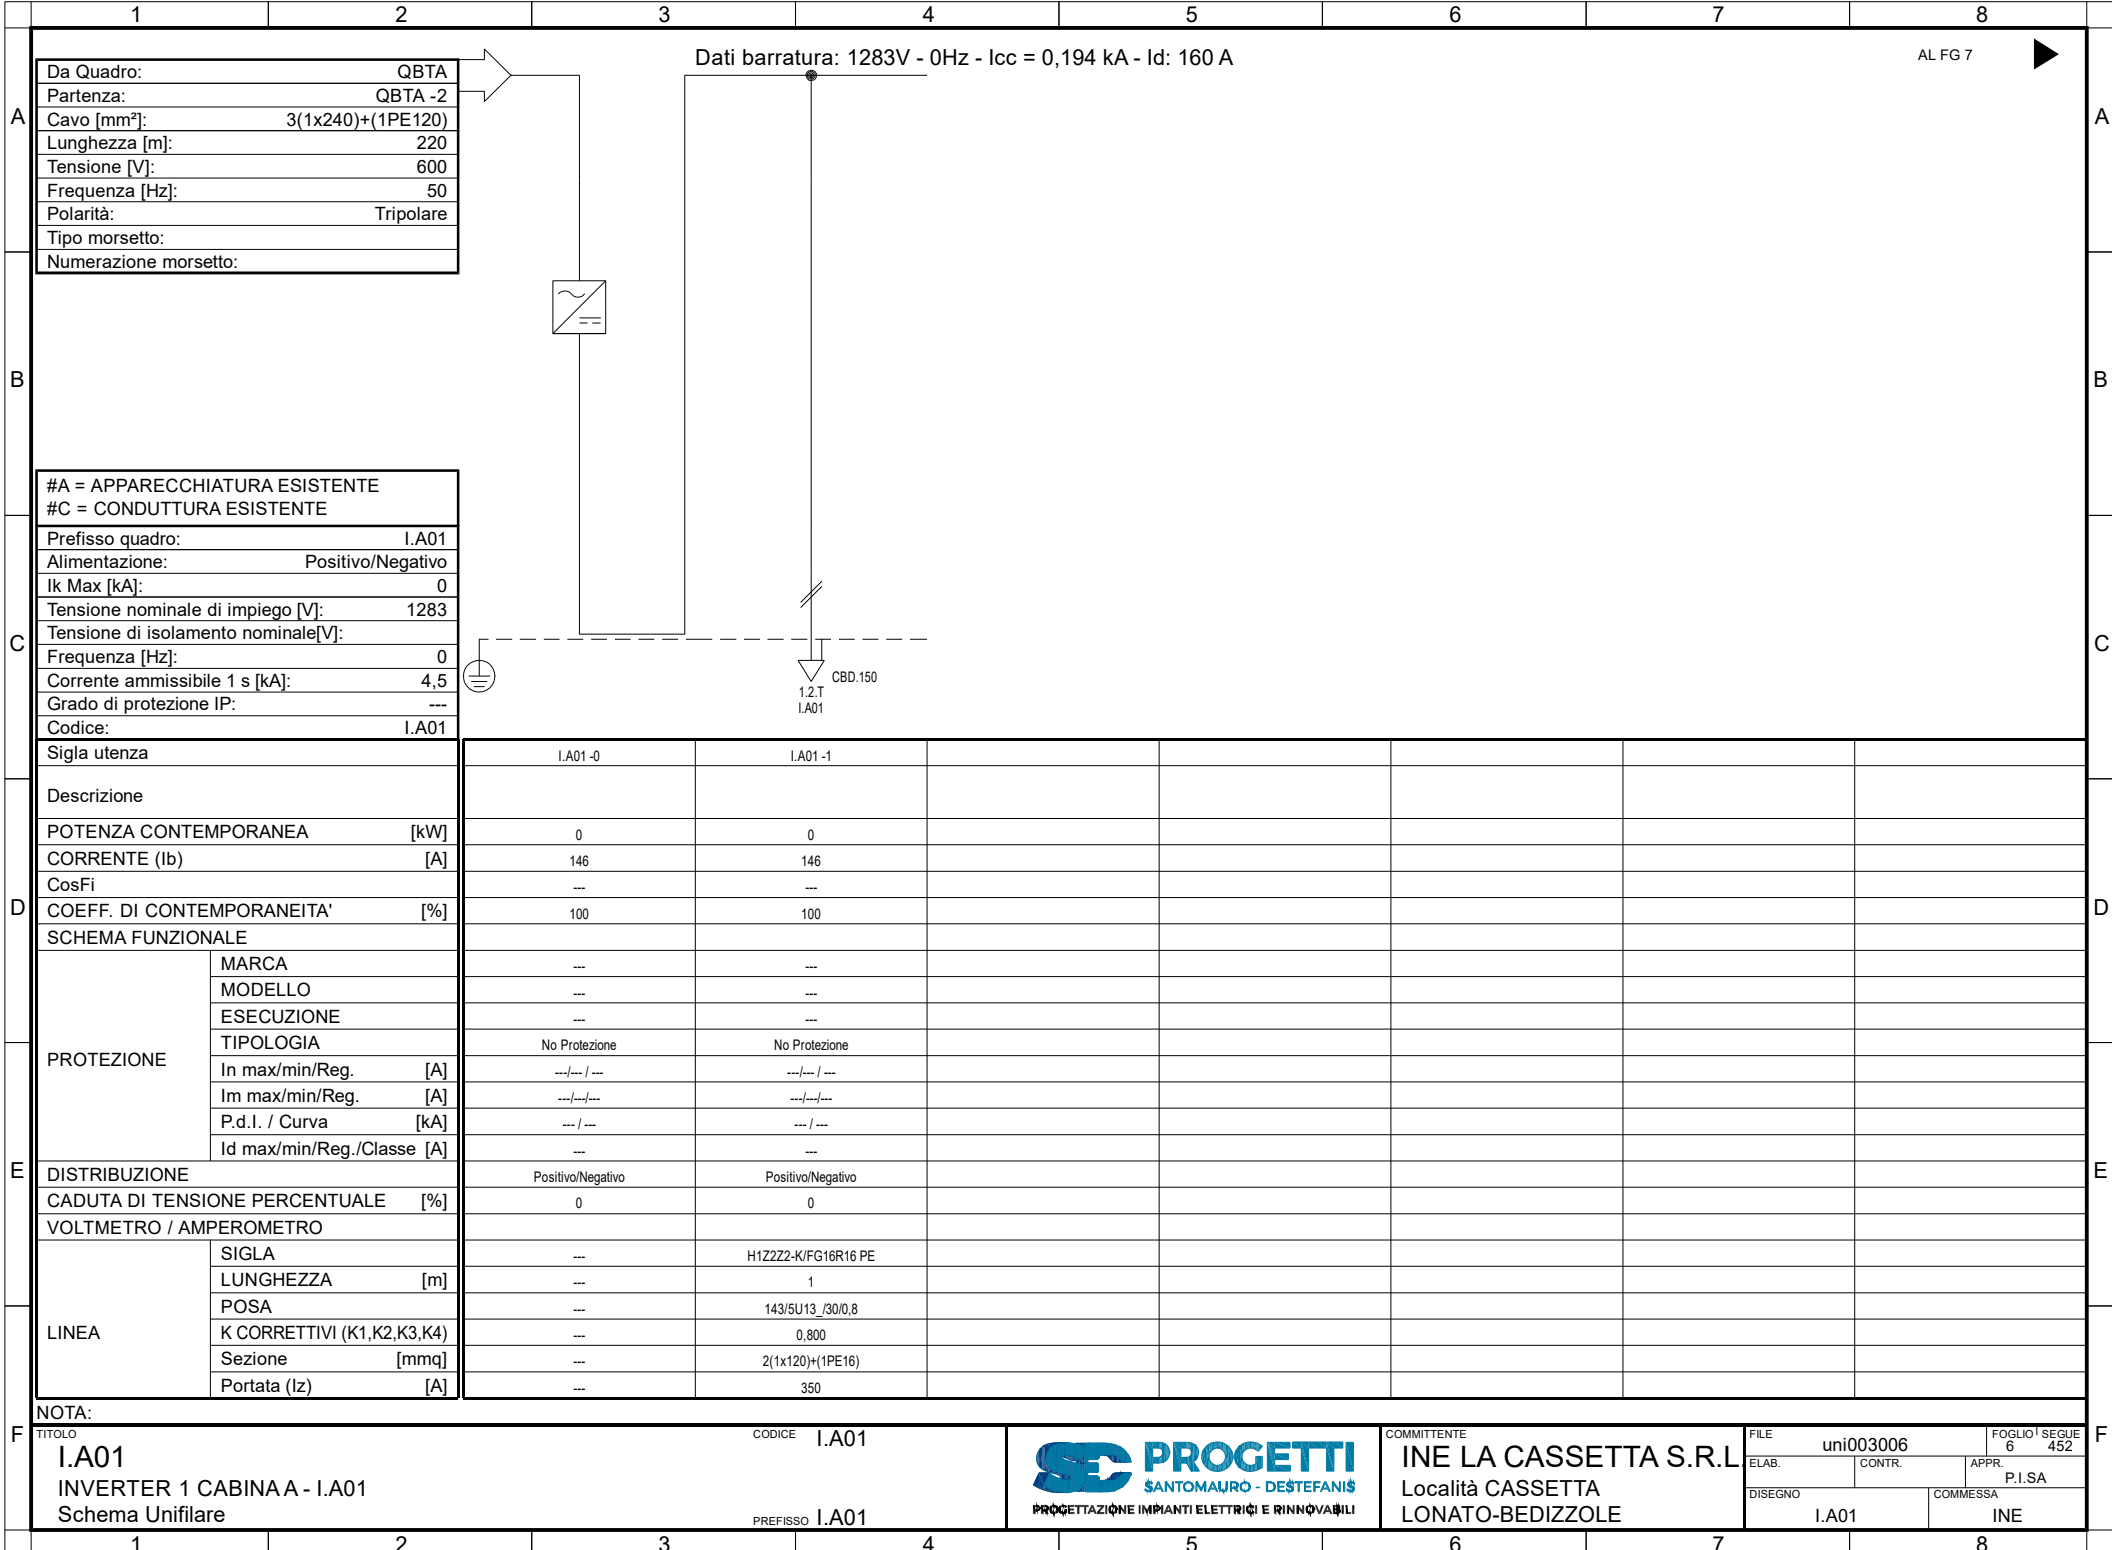 1 2 3 4 5 6 7 8
Dati barratura: 1283V - 0Hz - Icc = 0,194 kA - Id: 160 A
AL FG 7
Da Quadro: QBTA
Partenza: QBTA -2
A A
Cavo [mm²]: 3(1x240)+(1PE120)
Lunghezza [m]: 220
Tensione [V]: 600
Frequenza [Hz]: 50
Polarità: Tripolare
Tipo morsetto:
Numerazione morsetto:
B B
#A = APPARECCHIATURA ESISTENTE
#C = CONDUTTURA ESISTENTE
Prefisso quadro: I.A01
Alimentazione: Positivo/Negativo
Ik Max [kA]: 0
Tensione nominale di impiego [V]: 1283
Tensione di isolamento nominale[V]:
C C
Frequenza [Hz]: 0
Corrente ammissibile 1 s [kA]: 4,5
Grado di protezione IP: ---
Codice: I.A01
CBD.150
1.2.T
I.A01
Sigla utenza I.A01 -0 I.A01 -1
Descrizione
POTENZA CONTEMPORANEA [kW] 0 0
CORRENTE (Ib) [A] 146 146
CosFi --- ---
D D
COEFF. DI CONTEMPORANEITA' [%] 100 100
SCHEMA FUNZIONALE
PROTEZIONE
MARCA --- ---
MODELLO --- ---
ESECUZIONE --- ---
TIPOLOGIA No Protezione No Protezione
In max/min/Reg. [A] ---/--- / --- ---/--- / ---
Im max/min/Reg. [A] ---/---/--- ---/---/---
P.d.I. / Curva [kA] --- / --- --- / ---
Id max/min/Reg./Classe [A] --- ---
E E
DISTRIBUZIONE Positivo/Negativo Positivo/Negativo
CADUTA DI TENSIONE PERCENTUALE [%] 0 0
VOLTMETRO / AMPEROMETRO
LINEA
SIGLA --- H1Z2Z2-K/FG16R16 PE
LUNGHEZZA [m] --- 1
POSA --- 143/5U13_/30/0,8
K CORRETTIVI (K1,K2,K3,K4) --- 0,800
Sezione [mmq] --- 2(1x120)+(1PE16)
Portata (Iz) [A] --- 350
NOTA:
F F
TITOLO
I.A01
INVERTER 1 CABINA A - I.A01
Schema Unifilare
CODICE I.A01
PREFISSO I.A01
PROGETTI
SANTOMAURO - DESTEFANIS
PROGETTAZIONE IMPIANTI ELETTRICI E RINNOVABILI
COMMITTENTE
INE LA CASSETTA S.R.L.
Località CASSETTA
LONATO-BEDIZZOLE
FILE uni003006
FOGLIO 6 SEGUE 452
ELAB. CONTR. APPR. P.I.SA
DISEGNO I.A01
COMMESSA INE
1 2 3 4 5 6 7 8